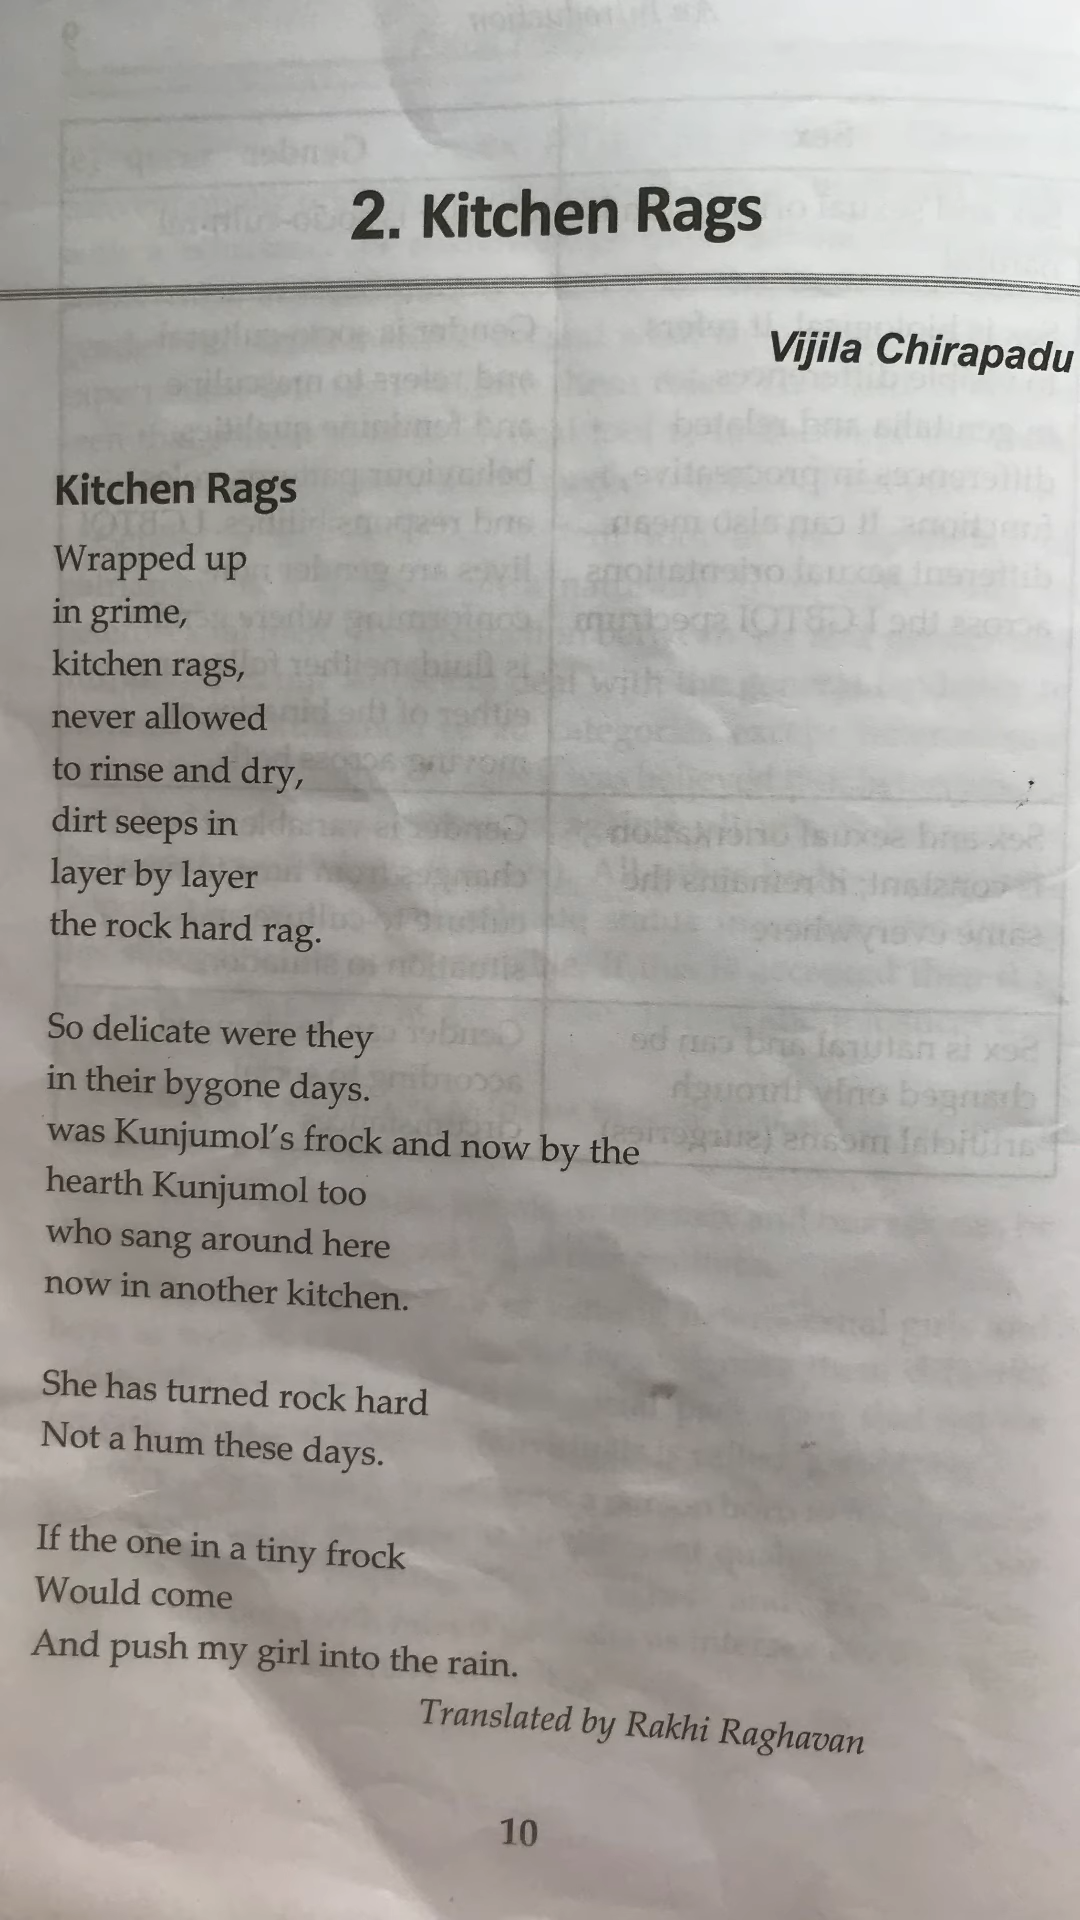 2. Kitchen Rags
Vijila Chirapadu
Kitchen Rags
Wrapped up
in grime,
kitchen rags,
never allowed
to rinse and dry,
dirt seeps in
layer by layer
the rock hard rag.
So delicate were they
in their bygone days.
was Kunjumol's frock and now by the
hearth Kunjumol too
who sang around here
now in another kitchen.
She has turned rock hard
Not a hum these days.
If the one in a tiny frock
Would come
And push my girl into the rain.
Translated by Rakhi Raghavan
10